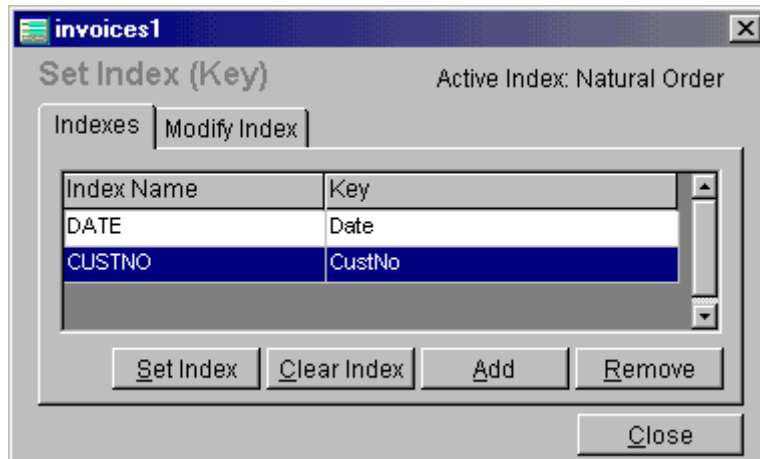 invoices1
Set Index (Key)
Active Index: Natural Order
Indexes
Modify Index
Index Name Key
DATE Date
CUSTNO CustNo
Set Index Clear Index Add Remove
Close